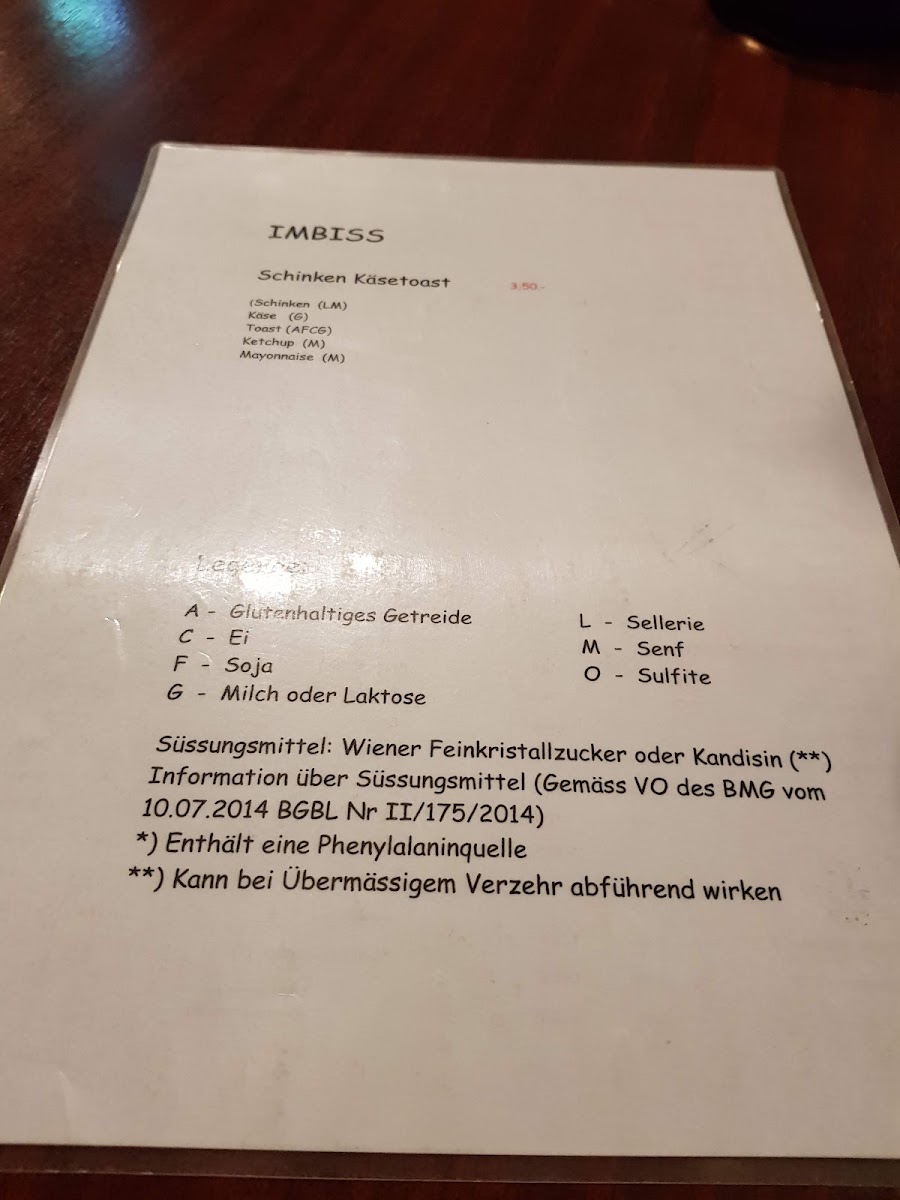 IMBISS
Schinken Käsetoast 3,50.-
(Schinken (LM)
Käse (G)
Toast (AFCG)
Ketchup (M)
Mayonnaise (M)
Legende:
A - Glutenhaltiges Getreide
C - Ei
F - Soja
G - Milch oder Laktose
L - Sellerie
M - Senf
O - Sulfite
Süssungsmittel: Wiener Feinkristallzucker oder Kandisin (**)
Information über Süssungsmittel (Gemäss VO des BMG vom
10.07.2014 BGBL Nr II/175/2014)
*) Enthält eine Phenylalaninquelle
**) Kann bei Übermässigem Verzehr abführend wirken